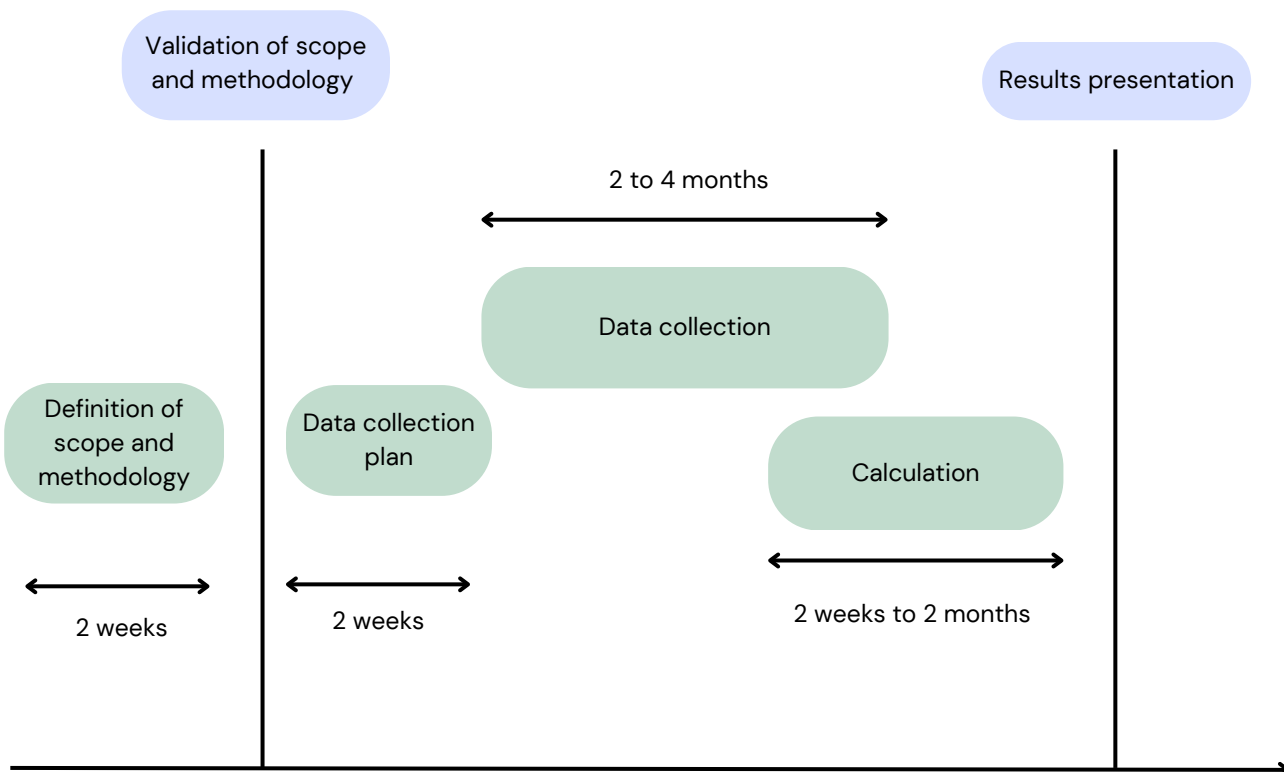 Validation of scope
and methodology
Results presentation
2 to 4 months
Data collection
Definition of
scope and
methodology
Data collection
plan
Calculation
2 weeks
2 weeks
2 weeks to 2 months